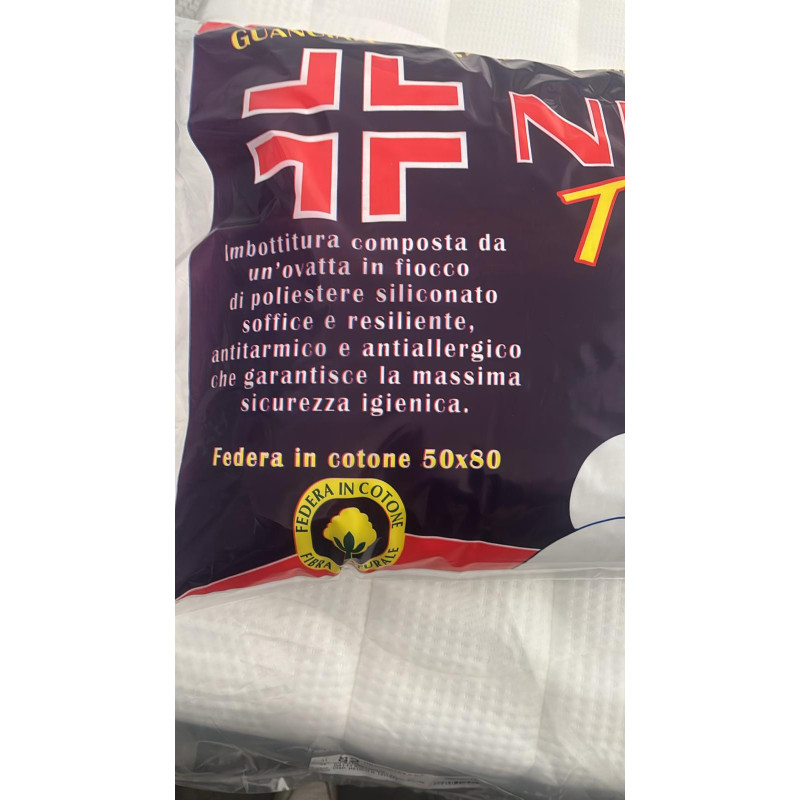 Imbottitura composta da
un'ovatta in fiocco
di poliestere siliconato
soffice e resiliente,
antitarmico e antiallergico
che garantisce la massima
sicurezza igienica.
Federa in cotone 50x80
FEDERA IN COTONE
FIBRA